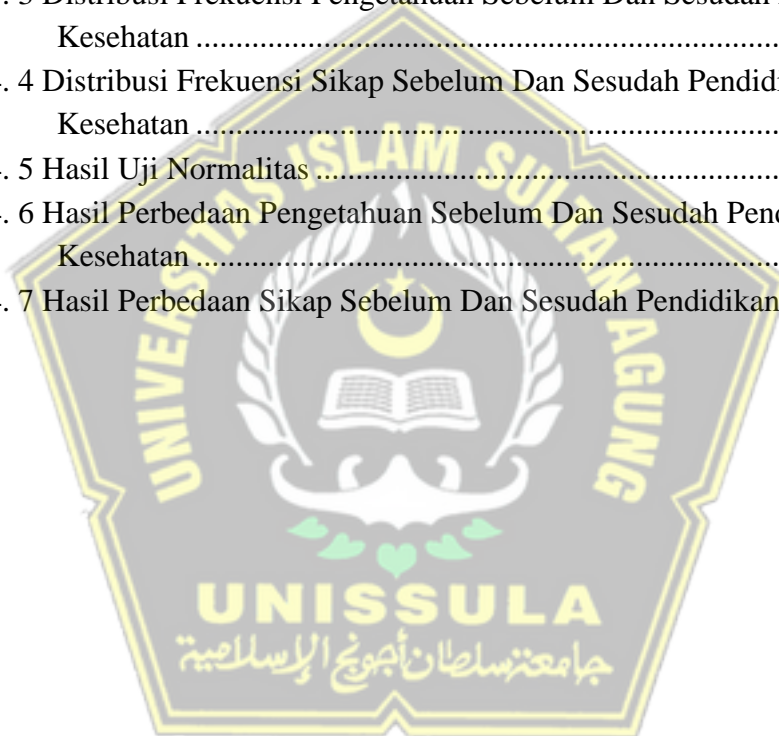 . 3 Distribusi Frekuensi Pengetahuan Sebelum Dan Sesudah
Kesehatan ..........................................................................
. 4 Distribusi Frekuensi Sikap Sebelum Dan Sesudah Pendidi
Kesehatan ..........................................................................
. 5 Hasil Uji Normalitas ..........................................................
. 6 Hasil Perbedaan Pengetahuan Sebelum Dan Sesudah Pend
Kesehatan ..........................................................................
. 7 Hasil Perbedaan Sikap Sebelum Dan Sesudah Pendidikan
UNIVERSITAS ISLAM SULTAN AGUNG
UNISSULA
جامعة سلطان أجونج الإسلامية